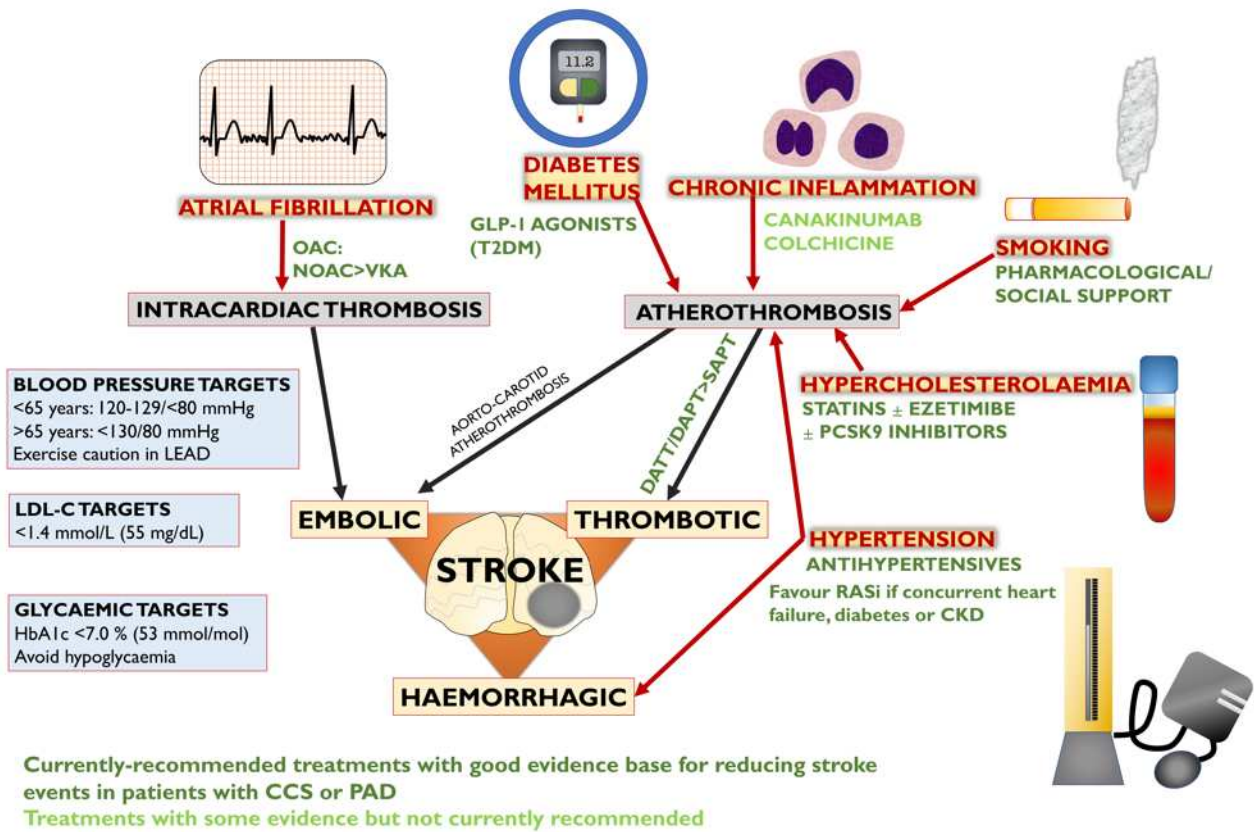 11.2
DIABETES
MELLITUS
CHRONIC INFLAMMATION
ATRIAL FIBRILLATION
GLP-1 AGONISTS
(T2DM)
CANAKINUMAB
COLCHICINE
OAC:
NOAC>VKA
SMOKING
PHARMACOLOGICAL/
SOCIAL SUPPORT
INTRACARDIAC THROMBOSIS
ATHEROTHROMBOSIS
BLOOD PRESSURE TARGETS
<65 years: 120-129/<80 mmHg
>65 years: <130/80 mmHg
Exercise caution in LEAD
AORTO-CAROTID
ATHEROTHROMBOSIS
DATT/DAPT>SAPT
HYPERCHOLESTEROLAEMIA
STATINS ± EZETIMIBE
± PCSK9 INHIBITORS
LDL-C TARGETS
<1.4 mmol/L (55 mg/dL)
EMBOLIC
THROMBOTIC
STROKE
HYPERTENSION
ANTIHYPERTENSIVES
Favour RASi if concurrent heart
failure, diabetes or CKD
GLYCAEMIC TARGETS
HbA1c <7.0 % (53 mmol/mol)
Avoid hypoglycaemia
HAEMORRHAGIC
Currently-recommended treatments with good evidence base for reducing stroke
events in patients with CCS or PAD
Treatments with some evidence but not currently recommended